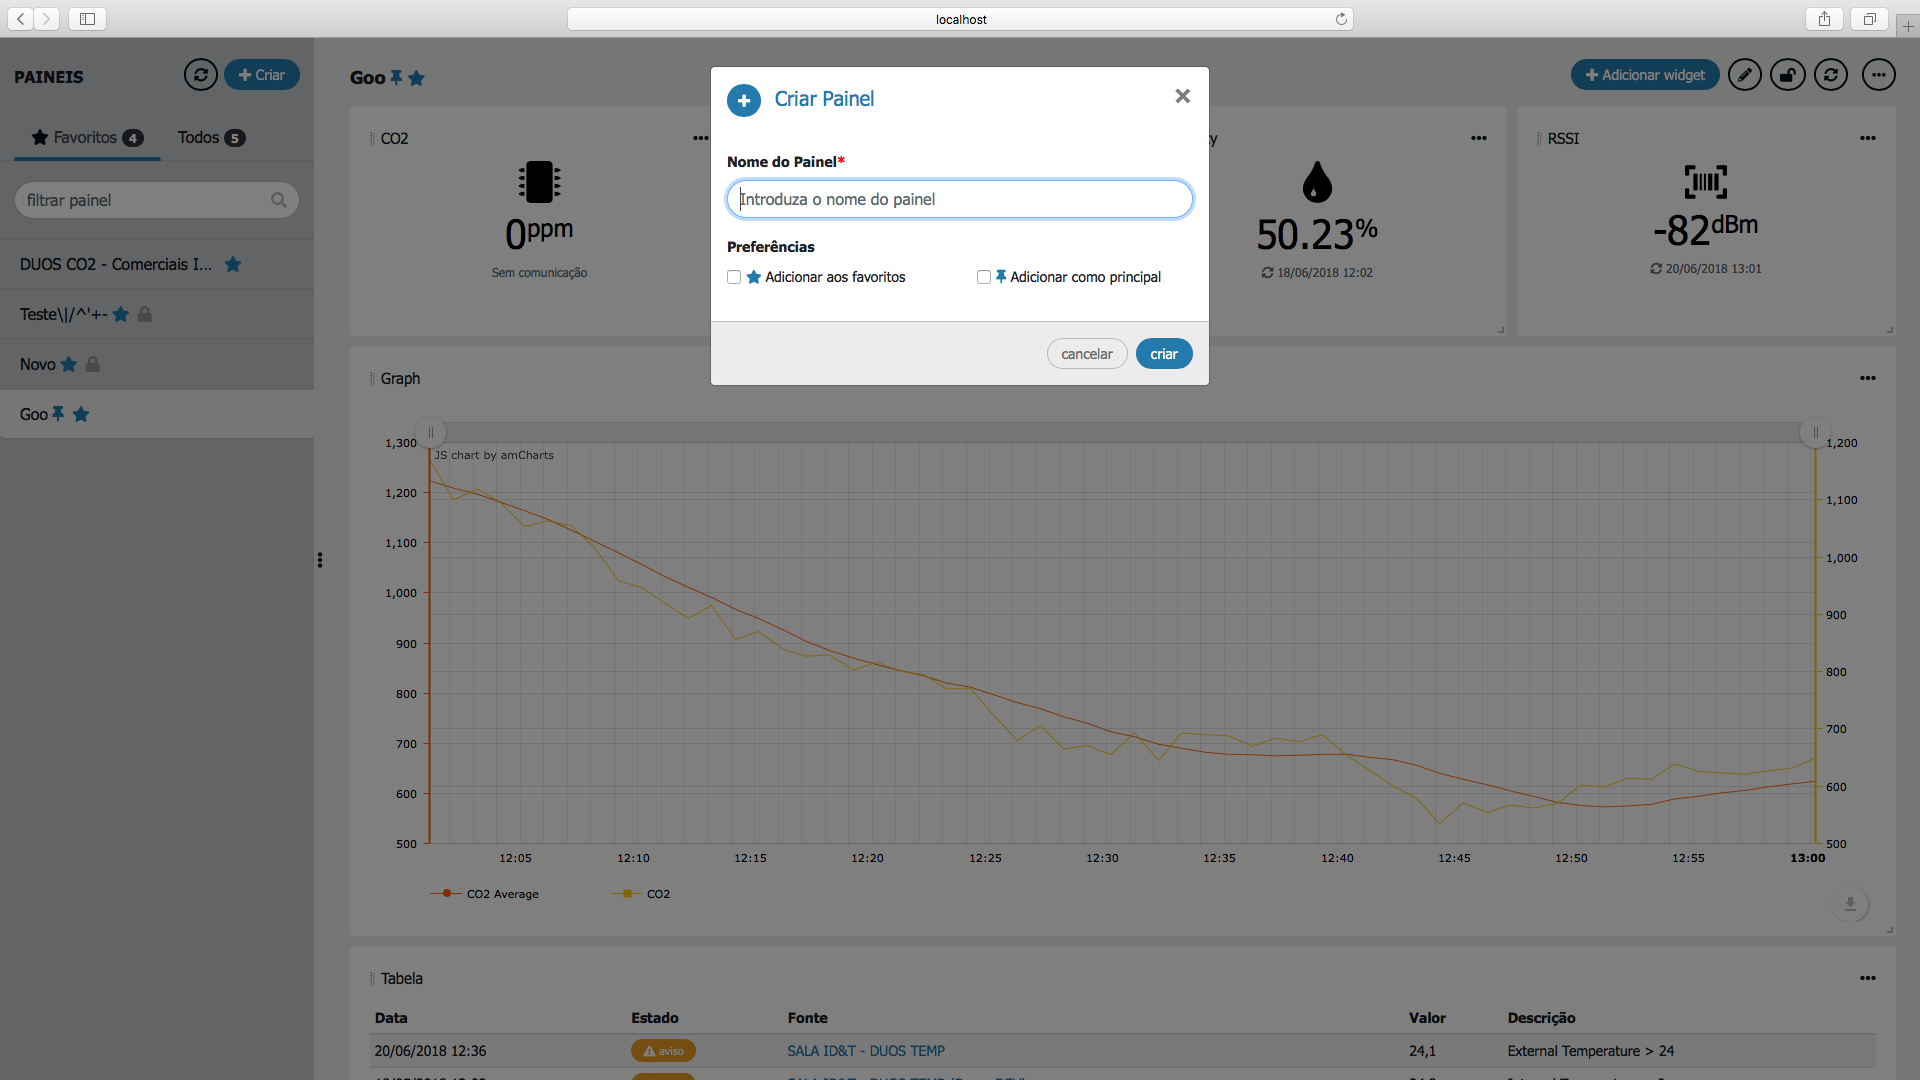 localhost
PAINEIS
Criar
Favoritos 4
Todos 5
filtrar painel
DUOS CO2 - Comerciais I...
Teste\|/^'+-
Novo
Goo
Goo
Adicionar widget
CO2
0ppm
Sem comunicação
y
50.23%
18/06/2018 12:02
RSSI
-82dBm
20/06/2018 13:01
Criar Painel
Nome do Painel*
Introduza o nome do painel
Preferências
Adicionar aos favoritos
Adicionar como principal
cancelar
criar
Graph
JS chart by amCharts
1,300
1,200
1,100
1,000
900
800
700
600
500
1,200
1,100
1,000
900
800
700
600
500
12:05 12:10 12:15 12:20 12:25 12:30 12:35 12:40 12:45 12:50 12:55 13:00
CO2 Average
CO2
Tabela
Data Estado Fonte Valor Descrição
20/06/2018 12:36 aviso SALA ID&T - DUOS TEMP 24,1 External Temperature > 24